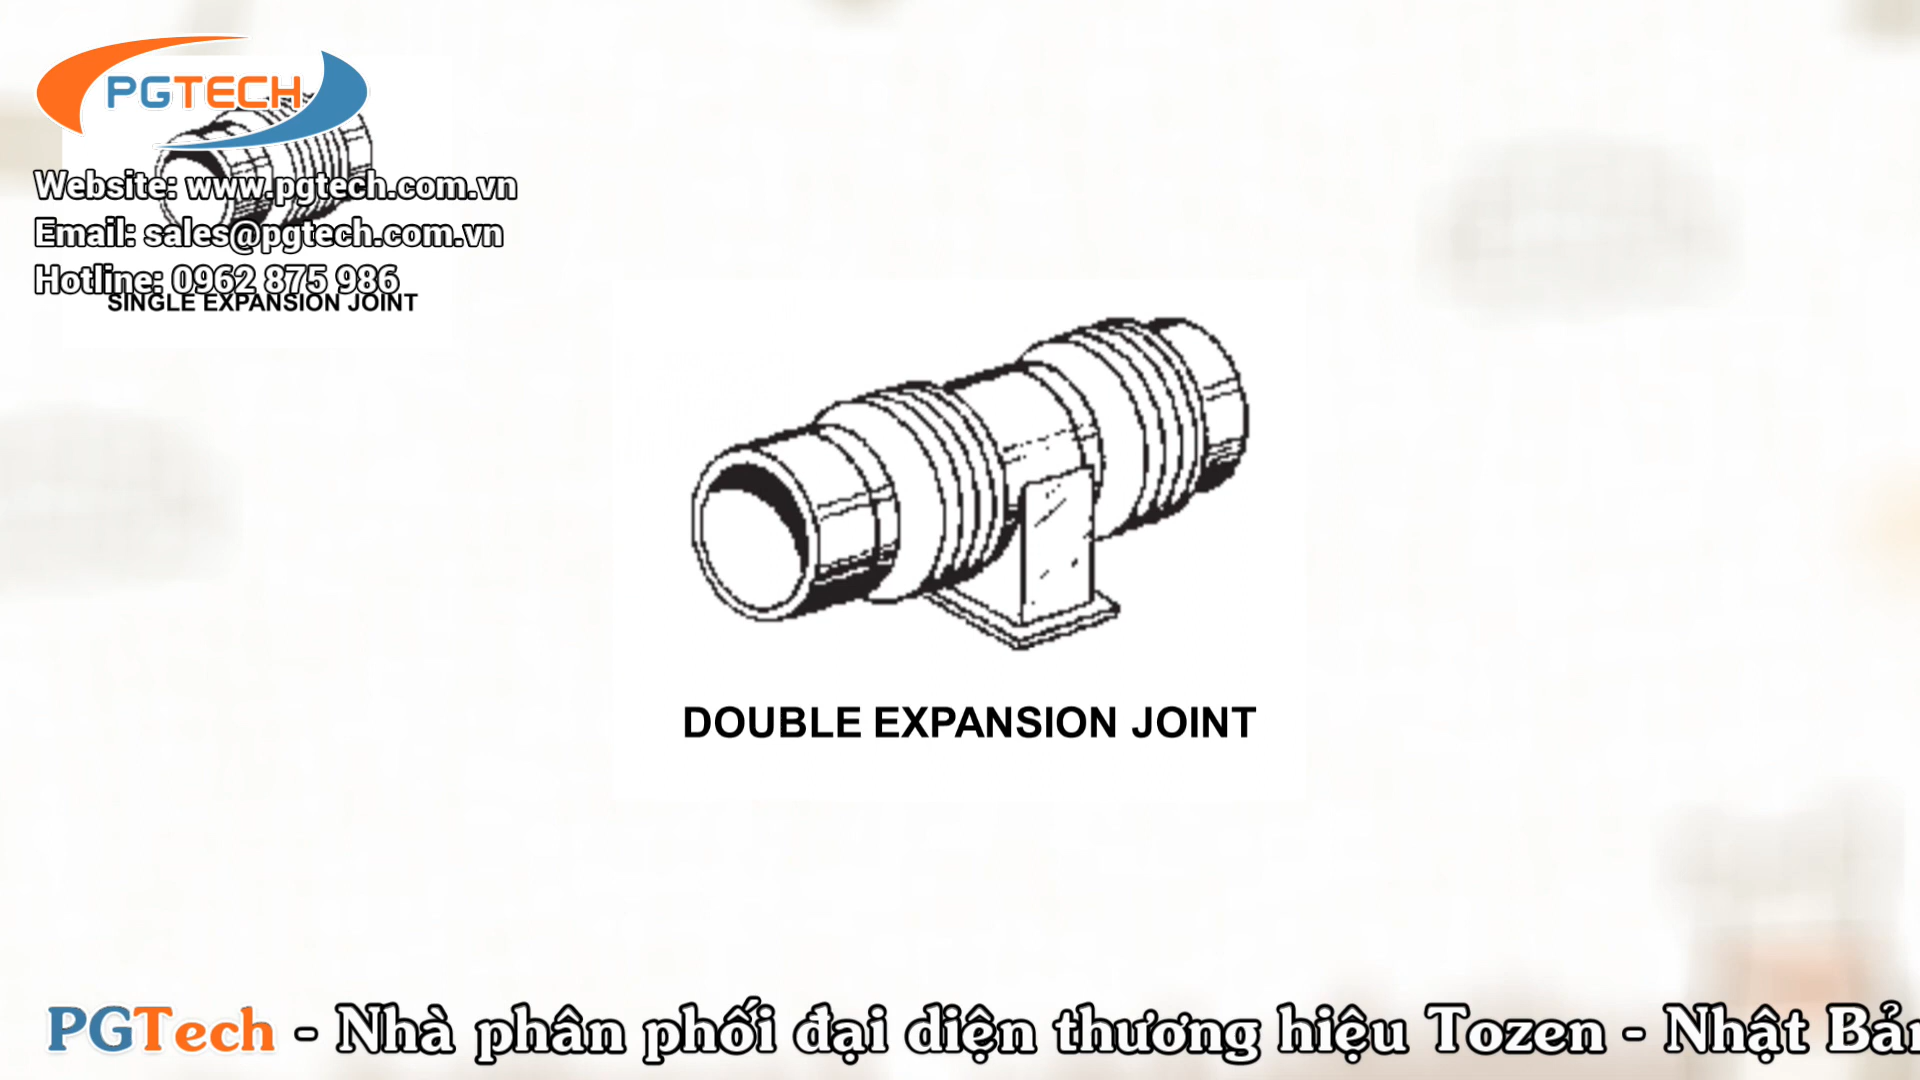 PGTECH
Website: www.pgtech.com.vn
Email: sales@pgtech.com.vn
Hotline: 0962 875 986
SINGLE EXPANSION JOINT
DOUBLE EXPANSION JOINT
PGTech - Nhà phân phối đại diện thương hiệu Tozen - Nhật Bản